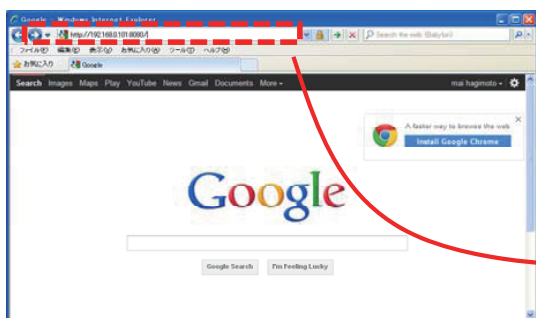 Google - Windows Internet Explorer
http://192.168.0.101:8080/
Search the web (Babylon)
ファイル(F) 編集(E) 表示(V) お気に入り(A) ツール(T) ヘルプ(H)
お気に入り Google
Search Images Maps Play YouTube News Gmail Documents More
mai hagimoto
A faster way to browse the web
Install Google Chrome
Google
Google Search I'm Feeling Lucky